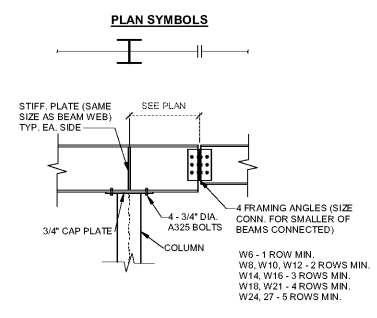 PLAN SYMBOLS
STIFF. PLATE (SAME
SIZE AS BEAM WEB)
TYP. EA. SIDE
SEE PLAN
3/4" CAP PLATE
4 - 3/4" DIA.
A325 BOLTS
COLUMN
4 FRAMING ANGLES (SIZE
CONN. FOR SMALLER OF
BEAMS CONNECTED)
W6 - 1 ROW MIN.
W8, W10, W12 - 2 ROWS MIN.
W14, W16 - 3 ROWS MIN.
W18, W21 - 4 ROWS MIN.
W24, 27 - 5 ROWS MIN.